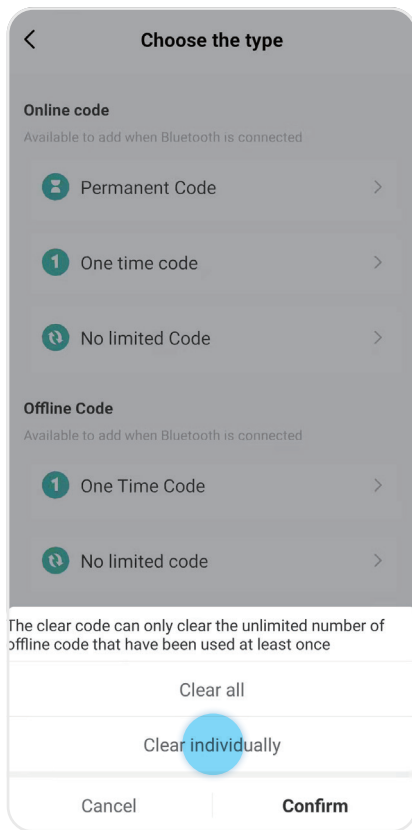 Choose the type
Online code
Available to add when Bluetooth is connected
Permanent Code
1 One time code
No limited Code
Offline Code
Available to add when Bluetooth is connected
1 One Time Code
No limited code
The clear code can only clear the unlimited number of
offline code that have been used at least once
Clear all
Clear individually
Cancel Confirm